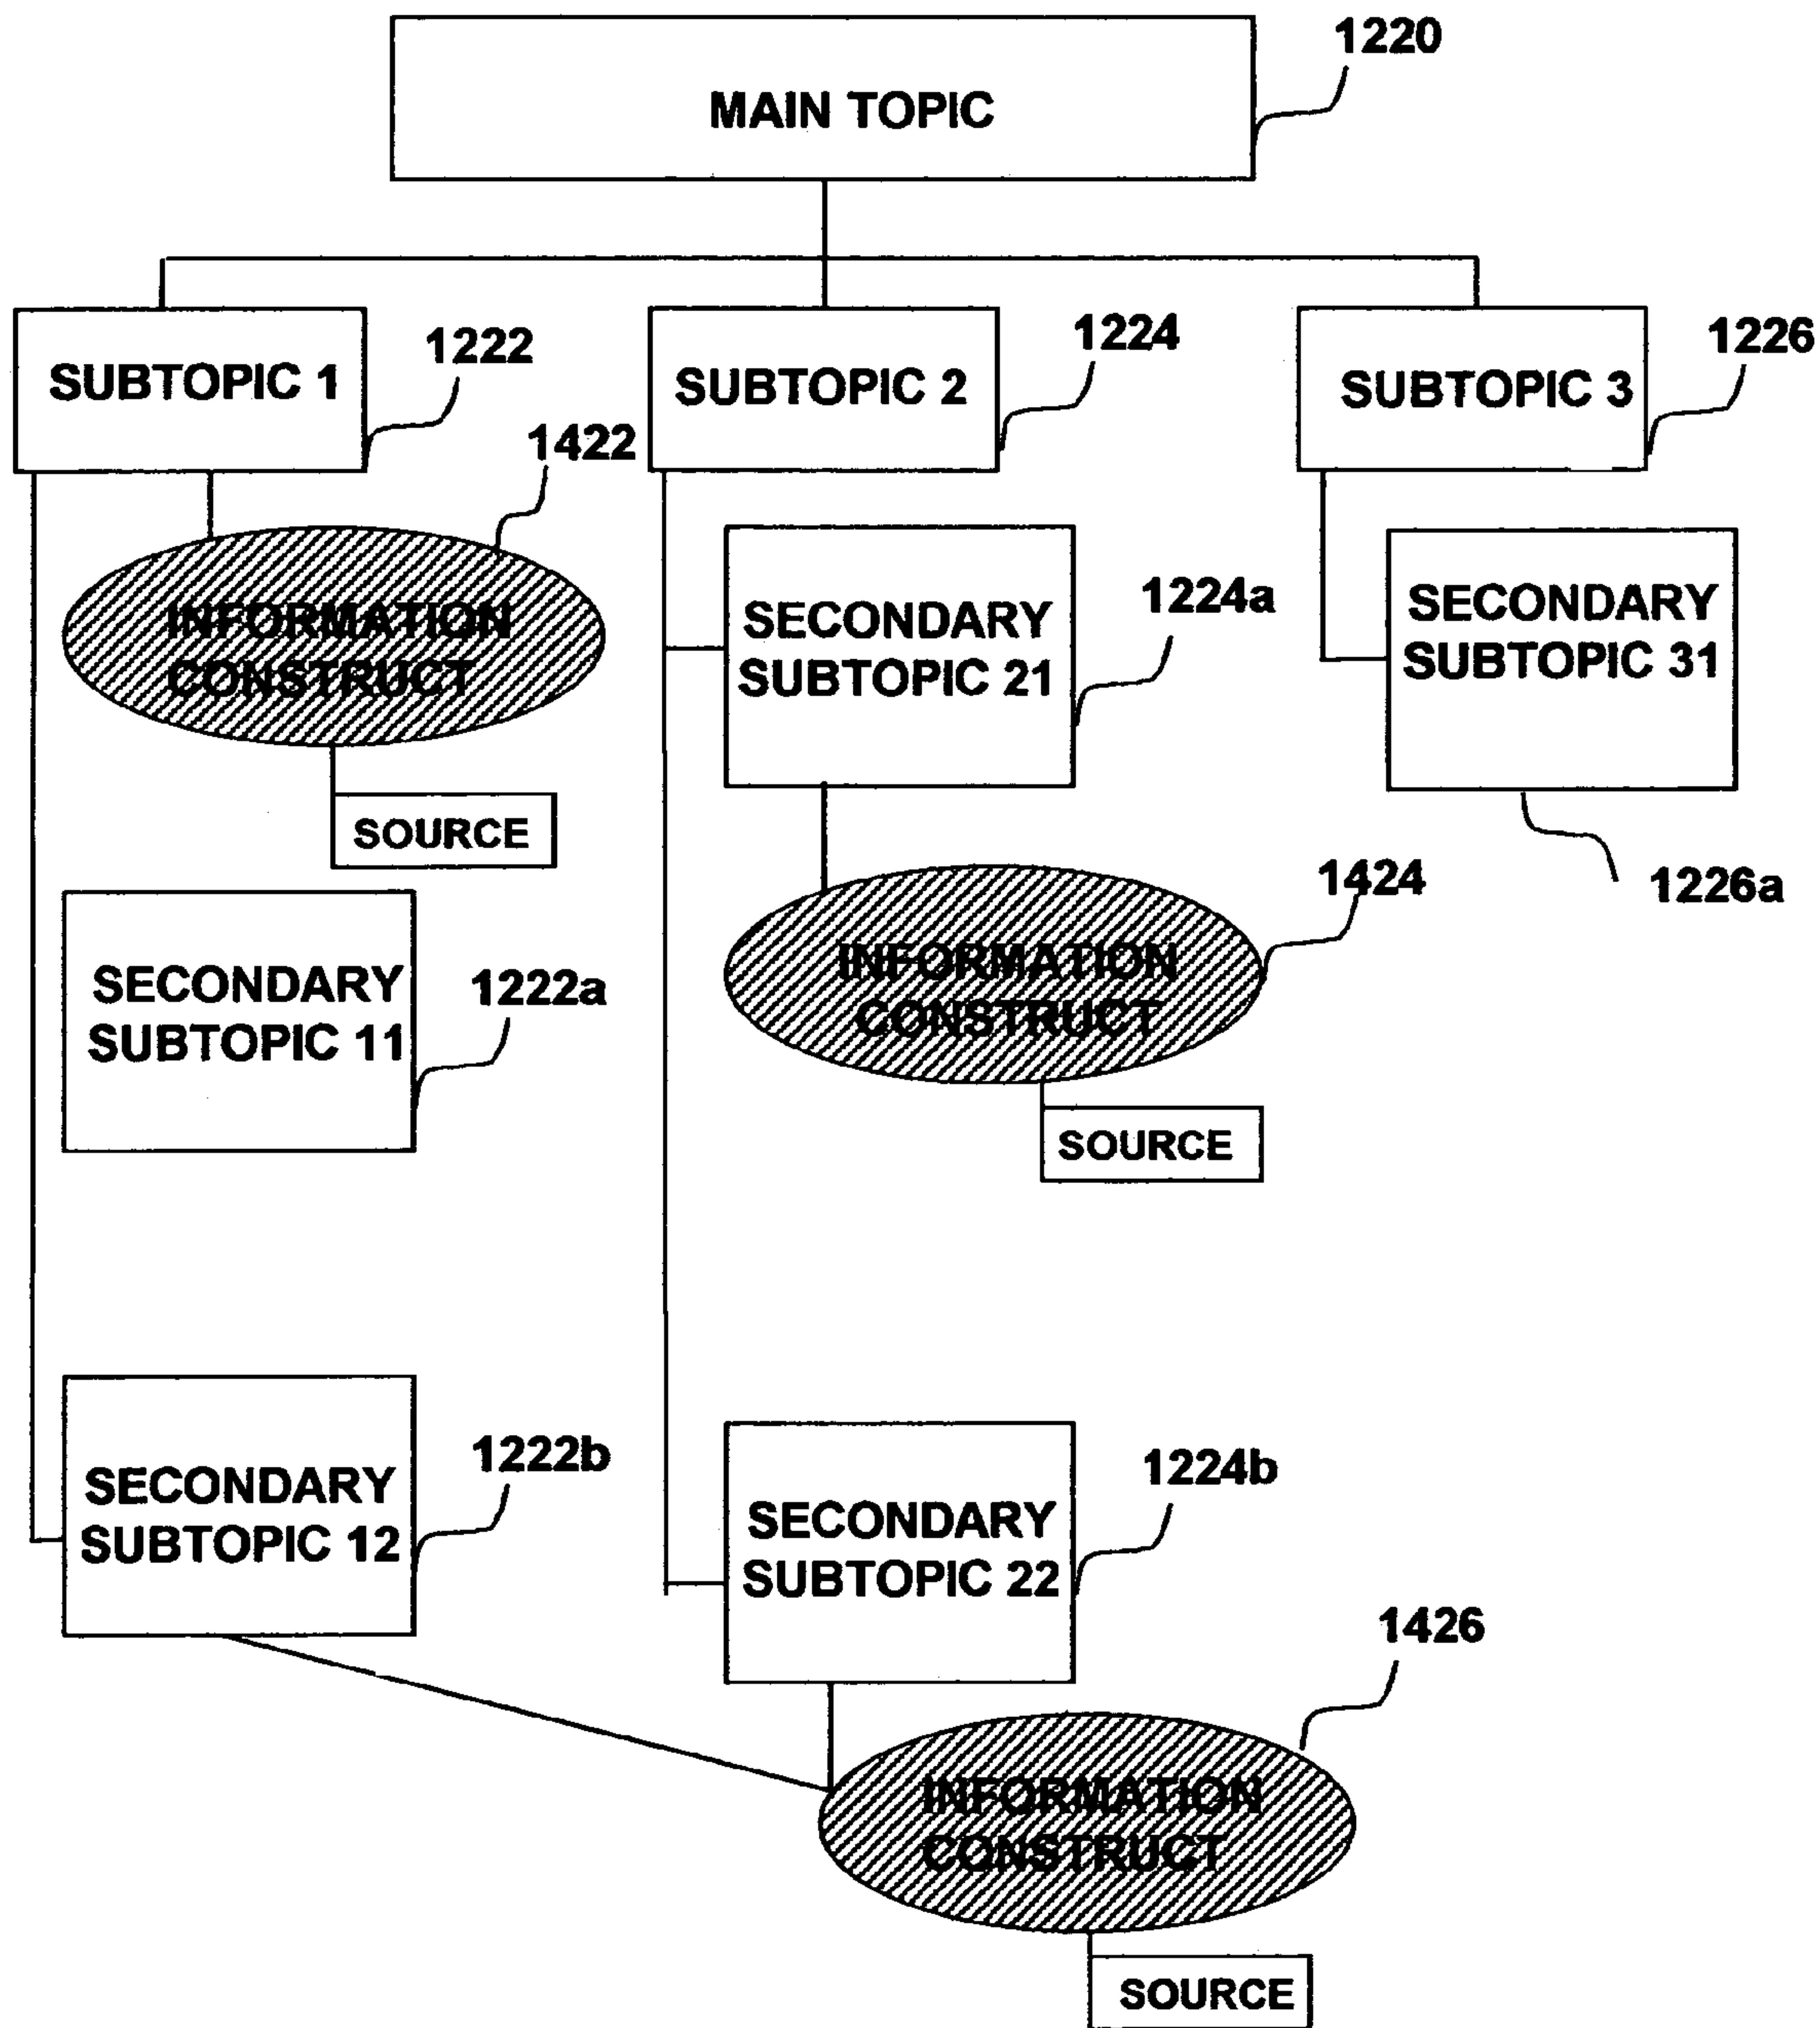 1220
MAIN TOPIC
SUBTOPIC 1
1222
SUBTOPIC 2
1224
SUBTOPIC 3
1226
1422
INFORMATION
CONSTRUCT
SOURCE
SECONDARY
SUBTOPIC 21
1224a
SECONDARY
SUBTOPIC 31
1226a
1424
INFORMATION
CONSTRUCT
SOURCE
SECONDARY
SUBTOPIC 11
1222a
SECONDARY
SUBTOPIC 12
1222b
SECONDARY
SUBTOPIC 22
1224b
1426
INFORMATION
CONSTRUCT
SOURCE